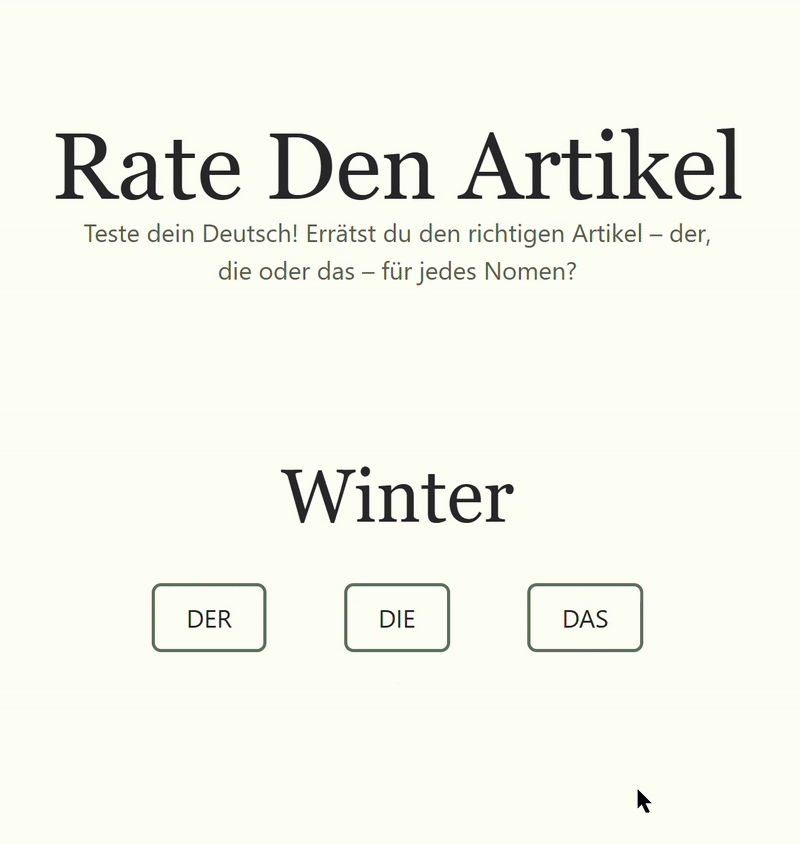 Rate Den Artikel
Teste dein Deutsch! Errätst du den richtigen Artikel – der,
die oder das – für jedes Nomen?
Winter
DER DIE DAS